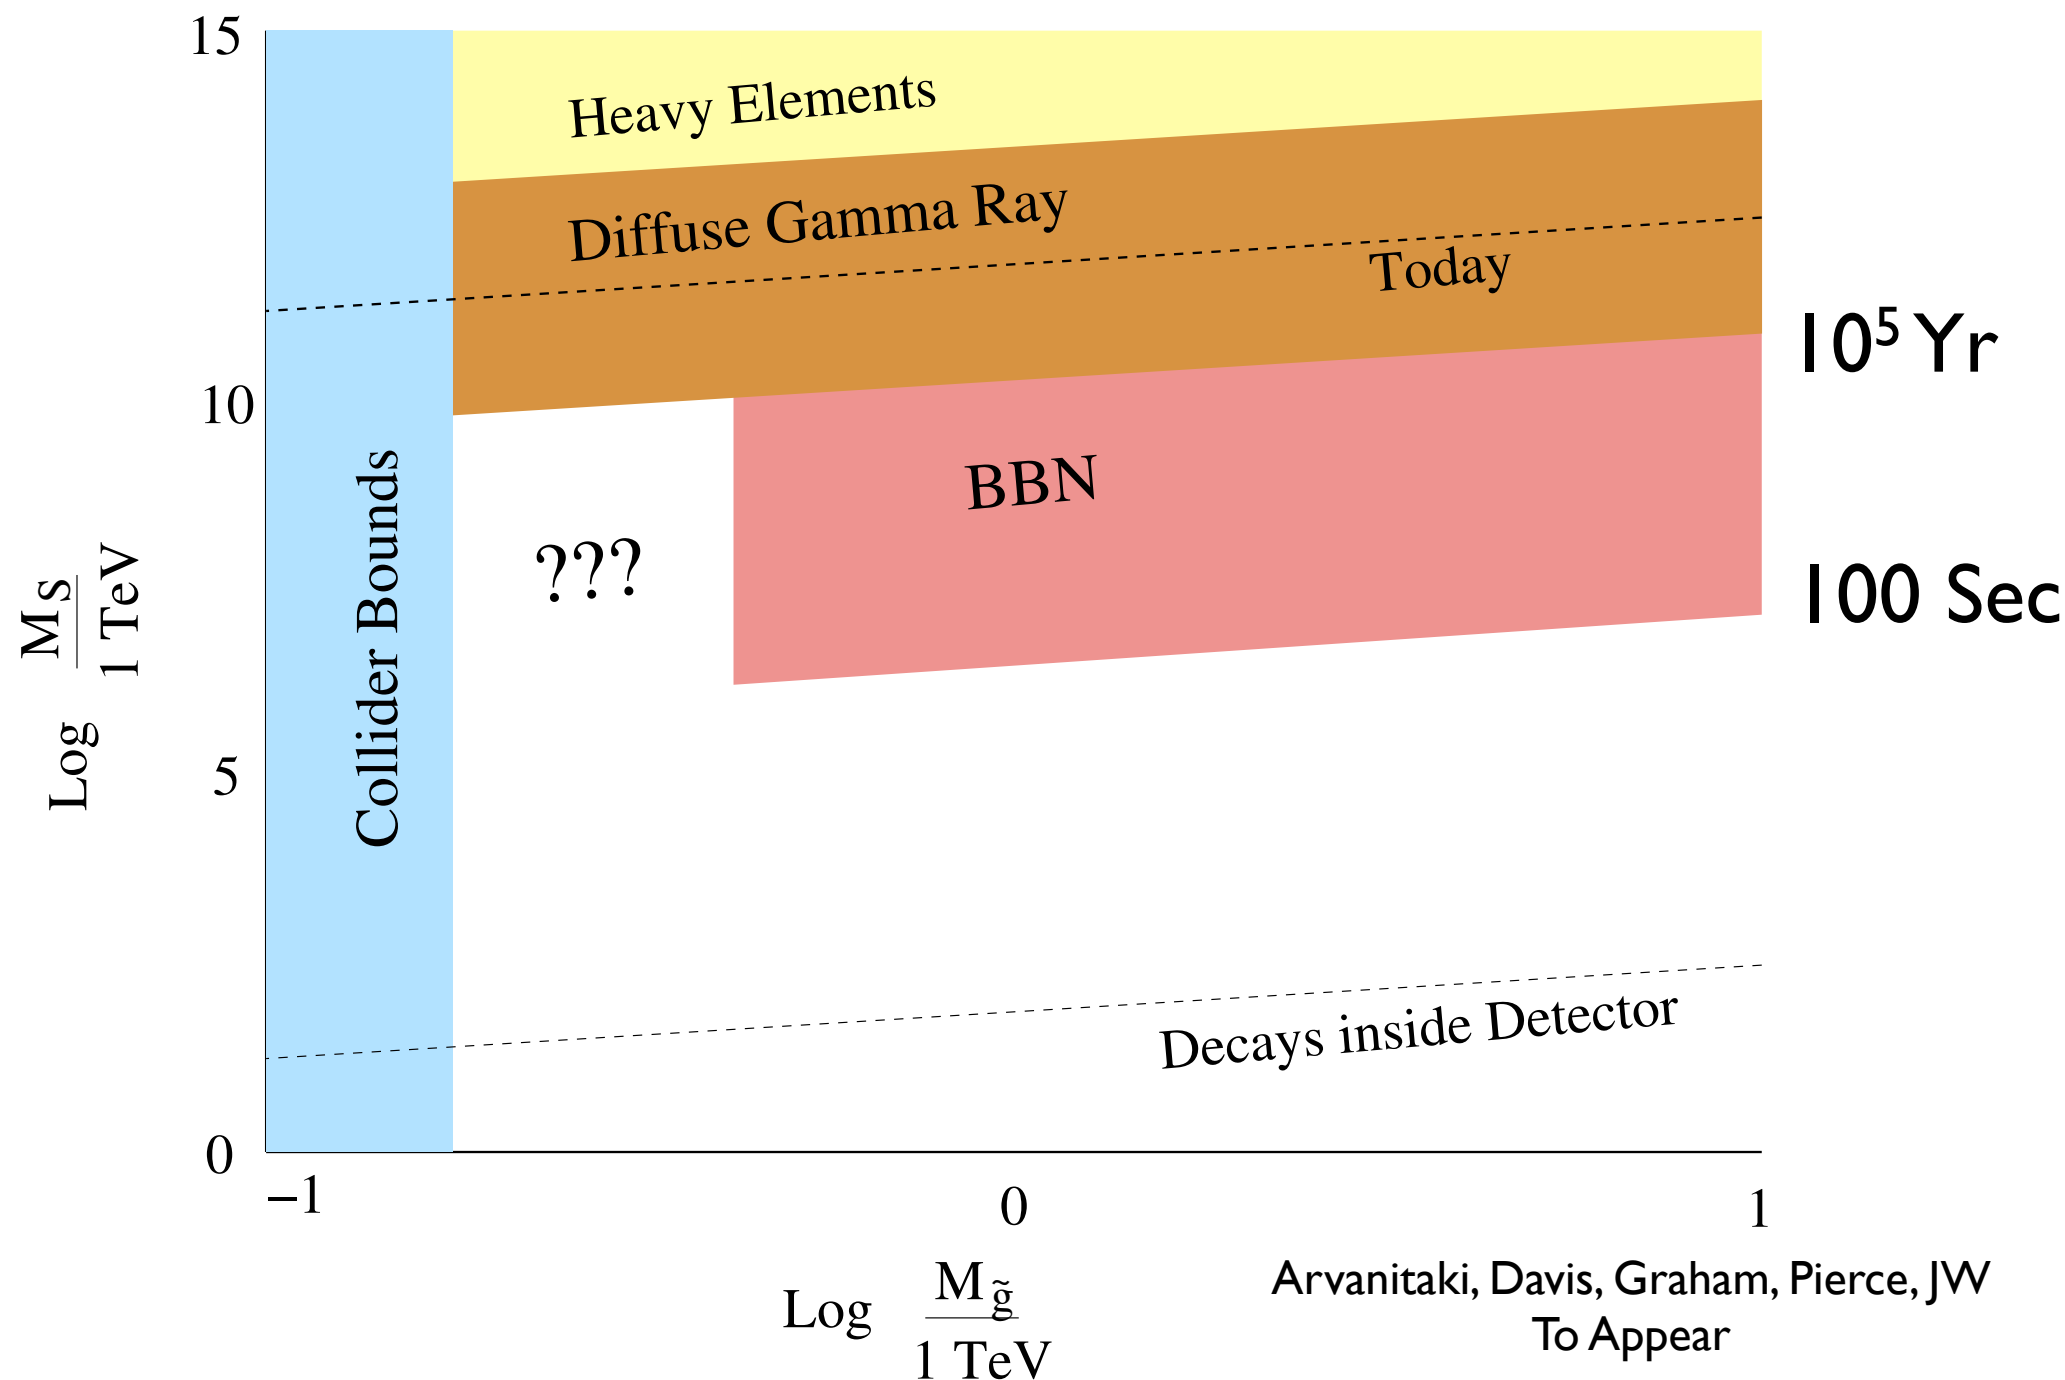 15
Heavy Elements
Diffuse Gamma Ray
Today
10⁵ Yr
10
Collider Bounds
BBN
???
100 Sec
Log M_S / 1 TeV
5
Decays inside Detector
0
−1
0
1
Log M_g̃ / 1 TeV
Arvanitaki, Davis, Graham, Pierce, JW
To Appear